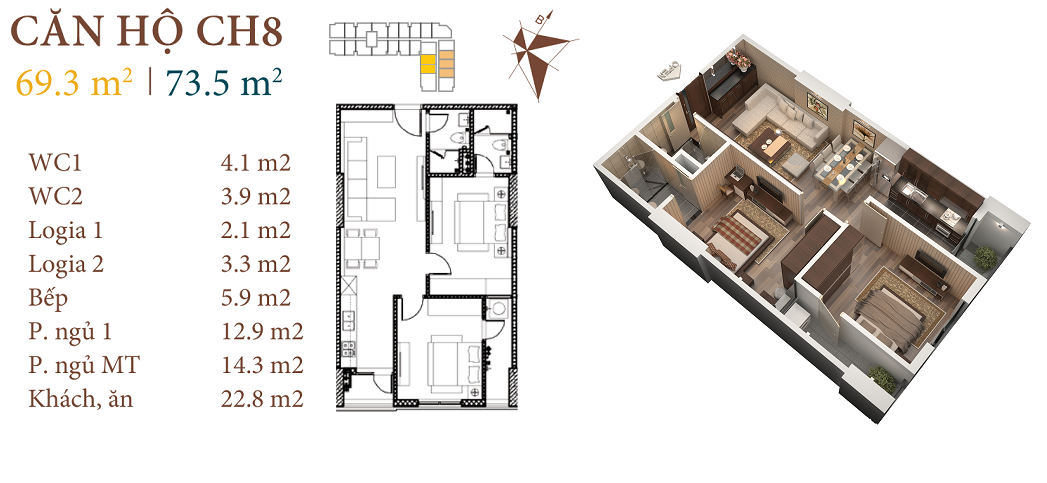 CĂN HỘ CH8
69.3 m² | 73.5 m²
B
WC1 4.1 m2
WC2 3.9 m2
Logia 1 2.1 m2
Logia 2 3.3 m2
Bếp 5.9 m2
P. ngủ 1 12.9 m2
P. ngủ MT 14.3 m2
Khách, ăn 22.8 m2